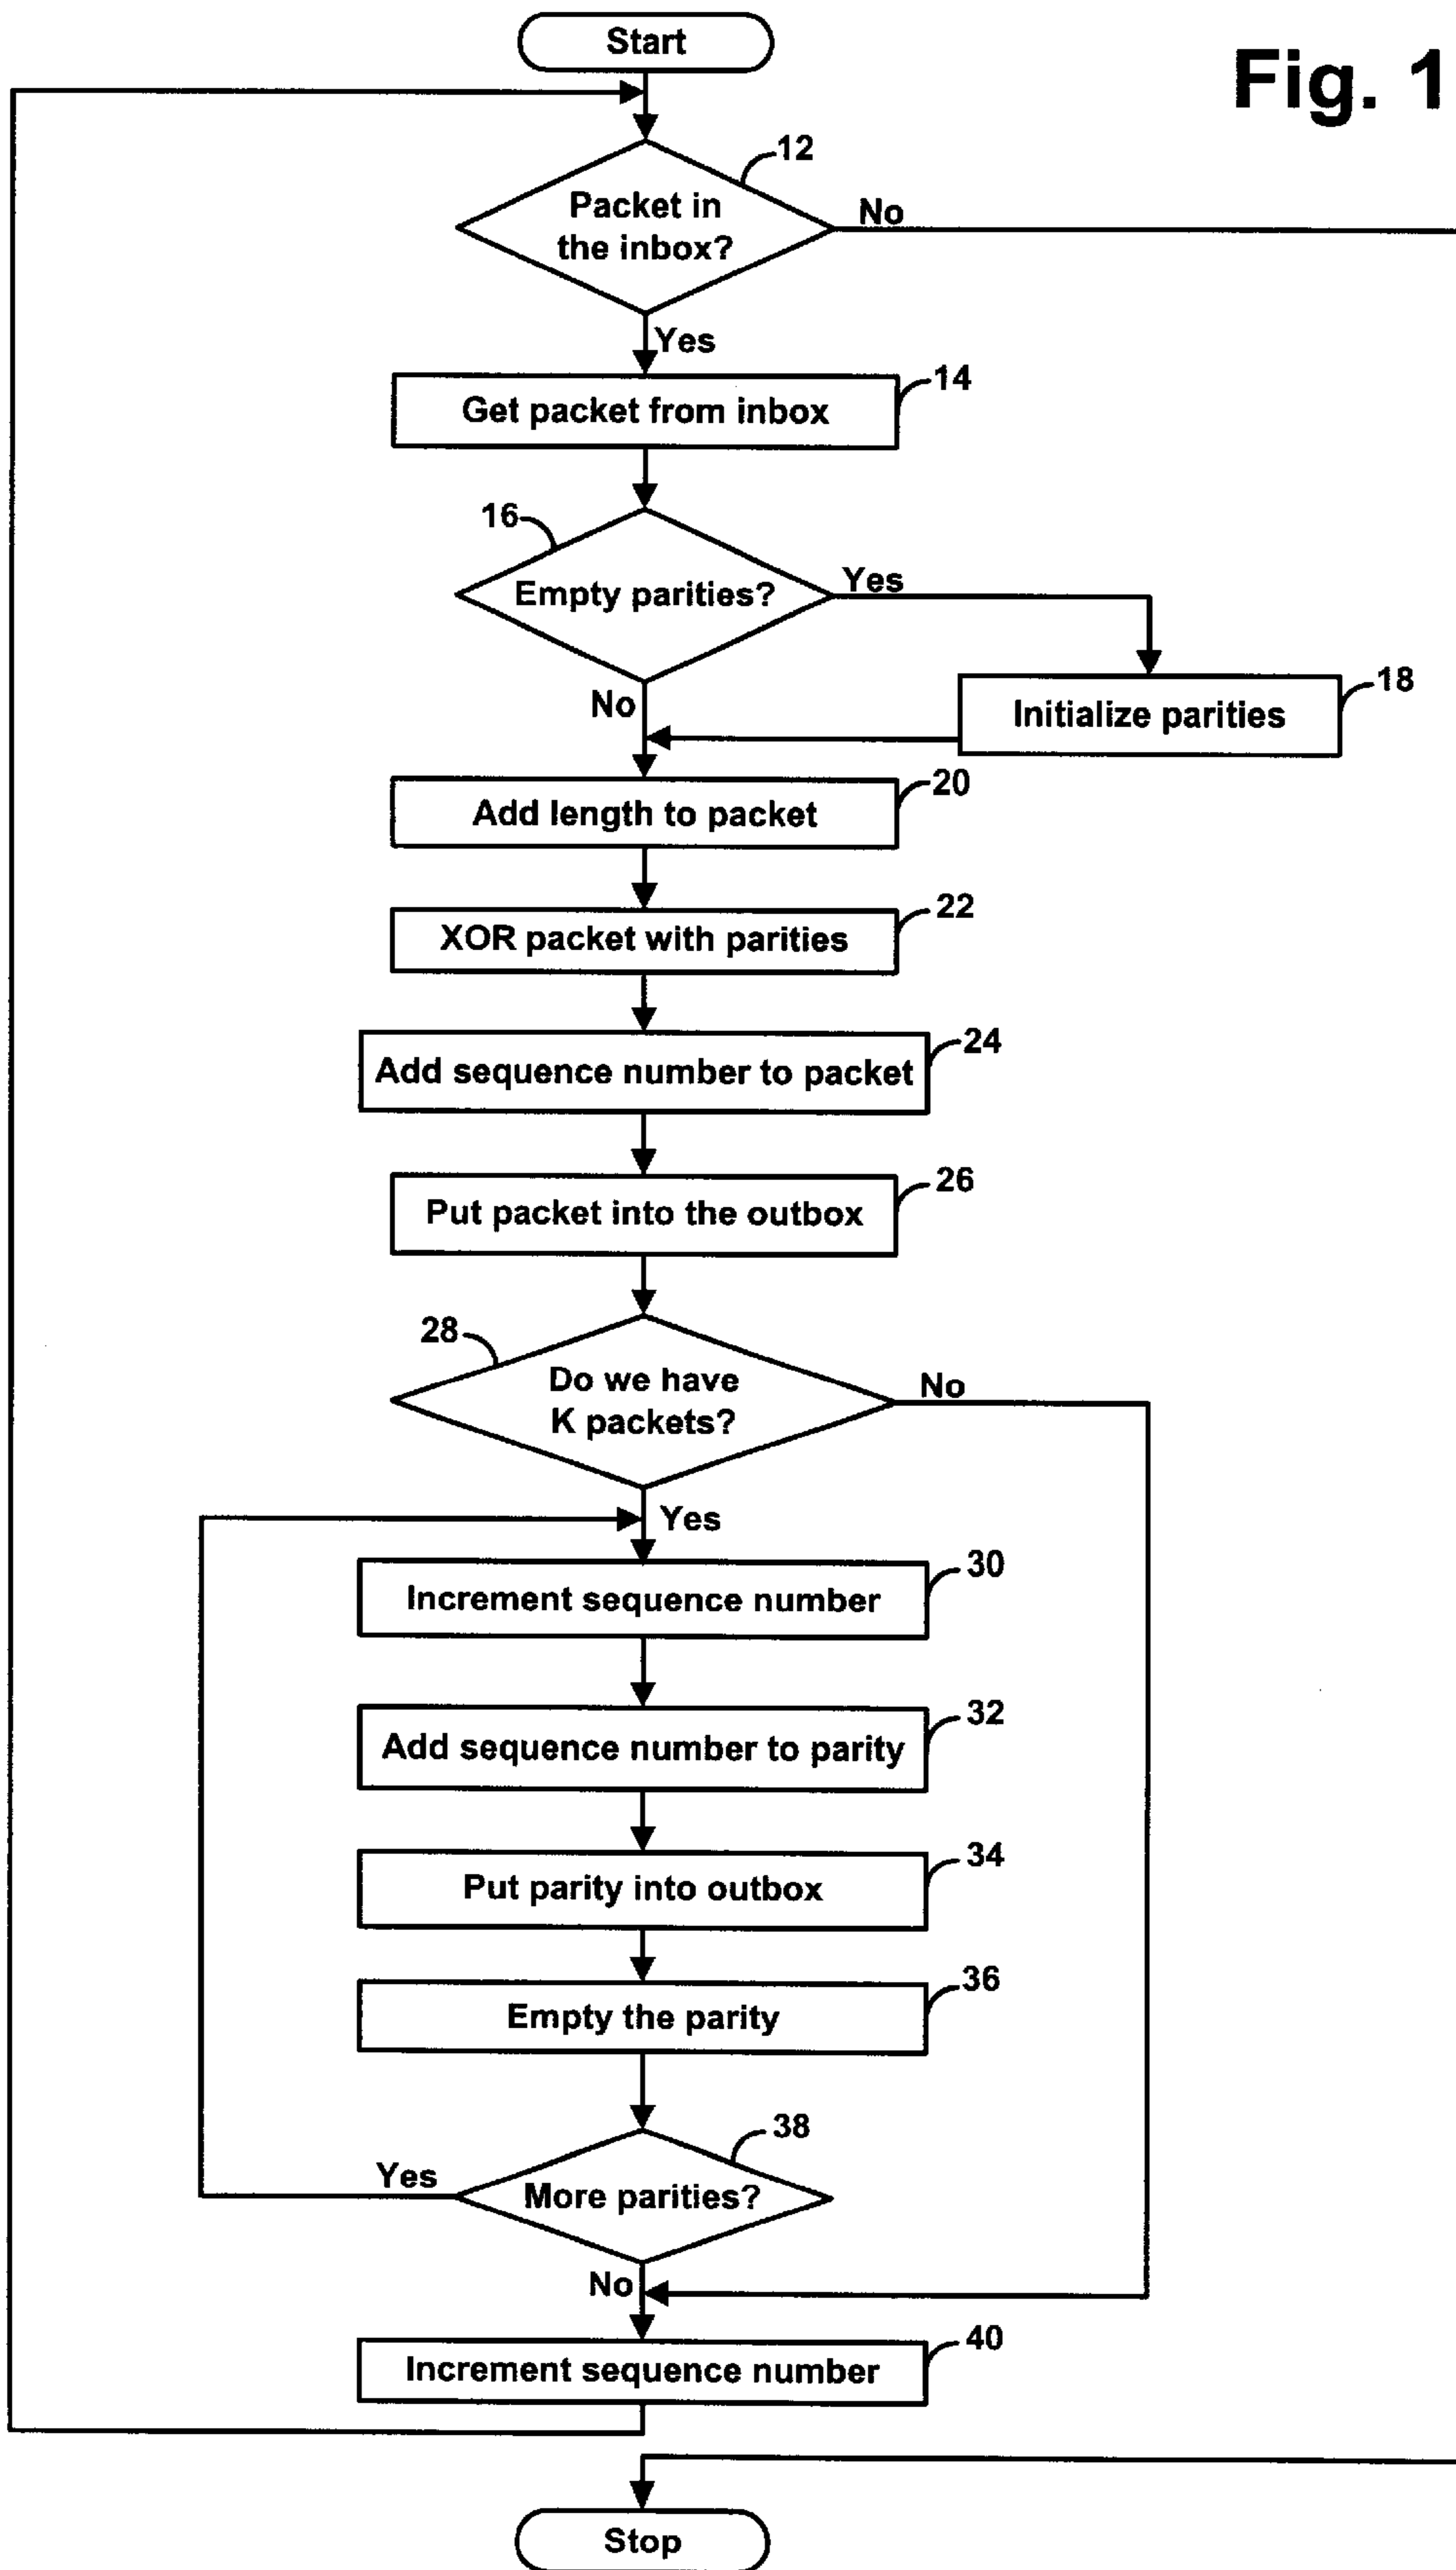 Start
Fig. 1
12
Packet in
the inbox?
No
Yes
14
Get packet from inbox
16
Empty parities?
Yes
18
Initialize parities
No
20
Add length to packet
22
XOR packet with parities
24
Add sequence number to packet
26
Put packet into the outbox
28
Do we have
K packets?
No
Yes
30
Increment sequence number
32
Add sequence number to parity
34
Put parity into outbox
36
Empty the parity
38
Yes
More parities?
No
40
Increment sequence number
Stop